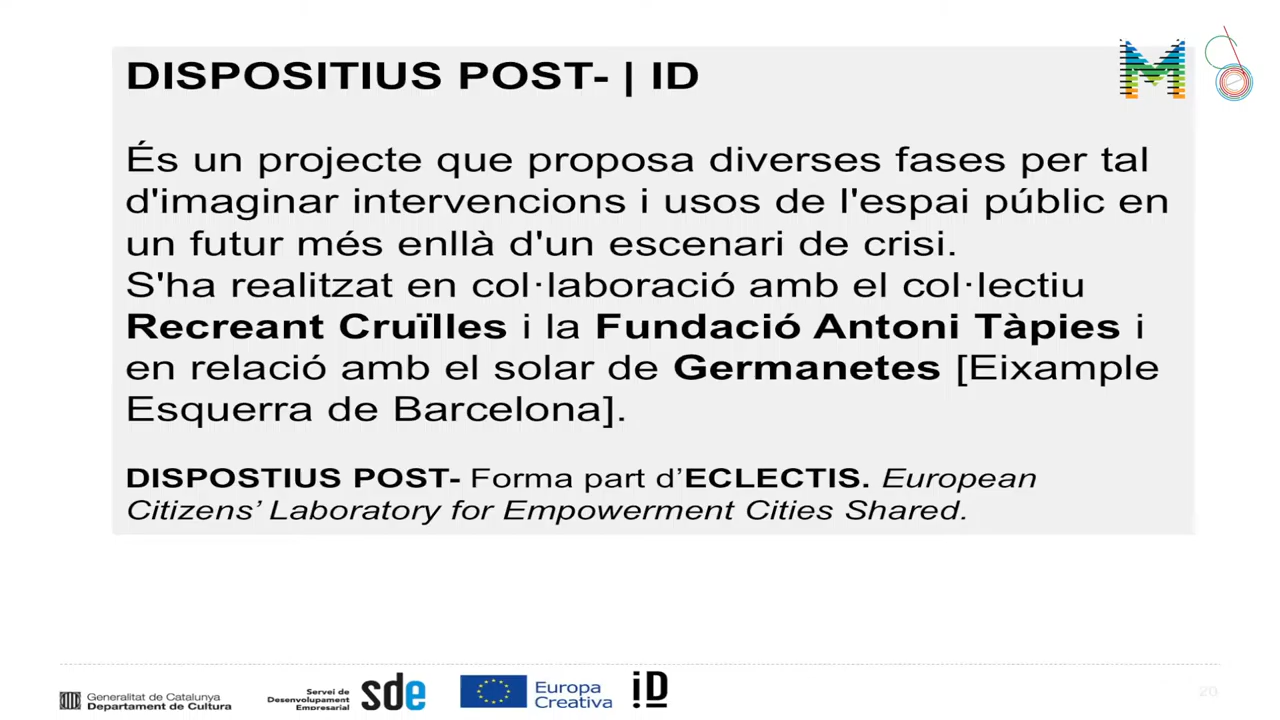 DISPOSITIUS POST- | ID
És un projecte que proposa diverses fases per tal
d'imaginar intervencions i usos de l'espai públic en
un futur més enllà d'un escenari de crisi.
S'ha realitzat en col·laboració amb el col·lectiu
Recreant Cruïlles i la Fundació Antoni Tàpies i
en relació amb el solar de Germanetes [Eixample
Esquerra de Barcelona].
DISPOSTIUS POST- Forma part d’ECLECTIS. European
Citizens’ Laboratory for Empowerment Cities Shared.
Generalitat de Catalunya
Departament de Cultura
Servei de
Desenvolupament
Empresarial
sde
Europa
Creativa
iD
20